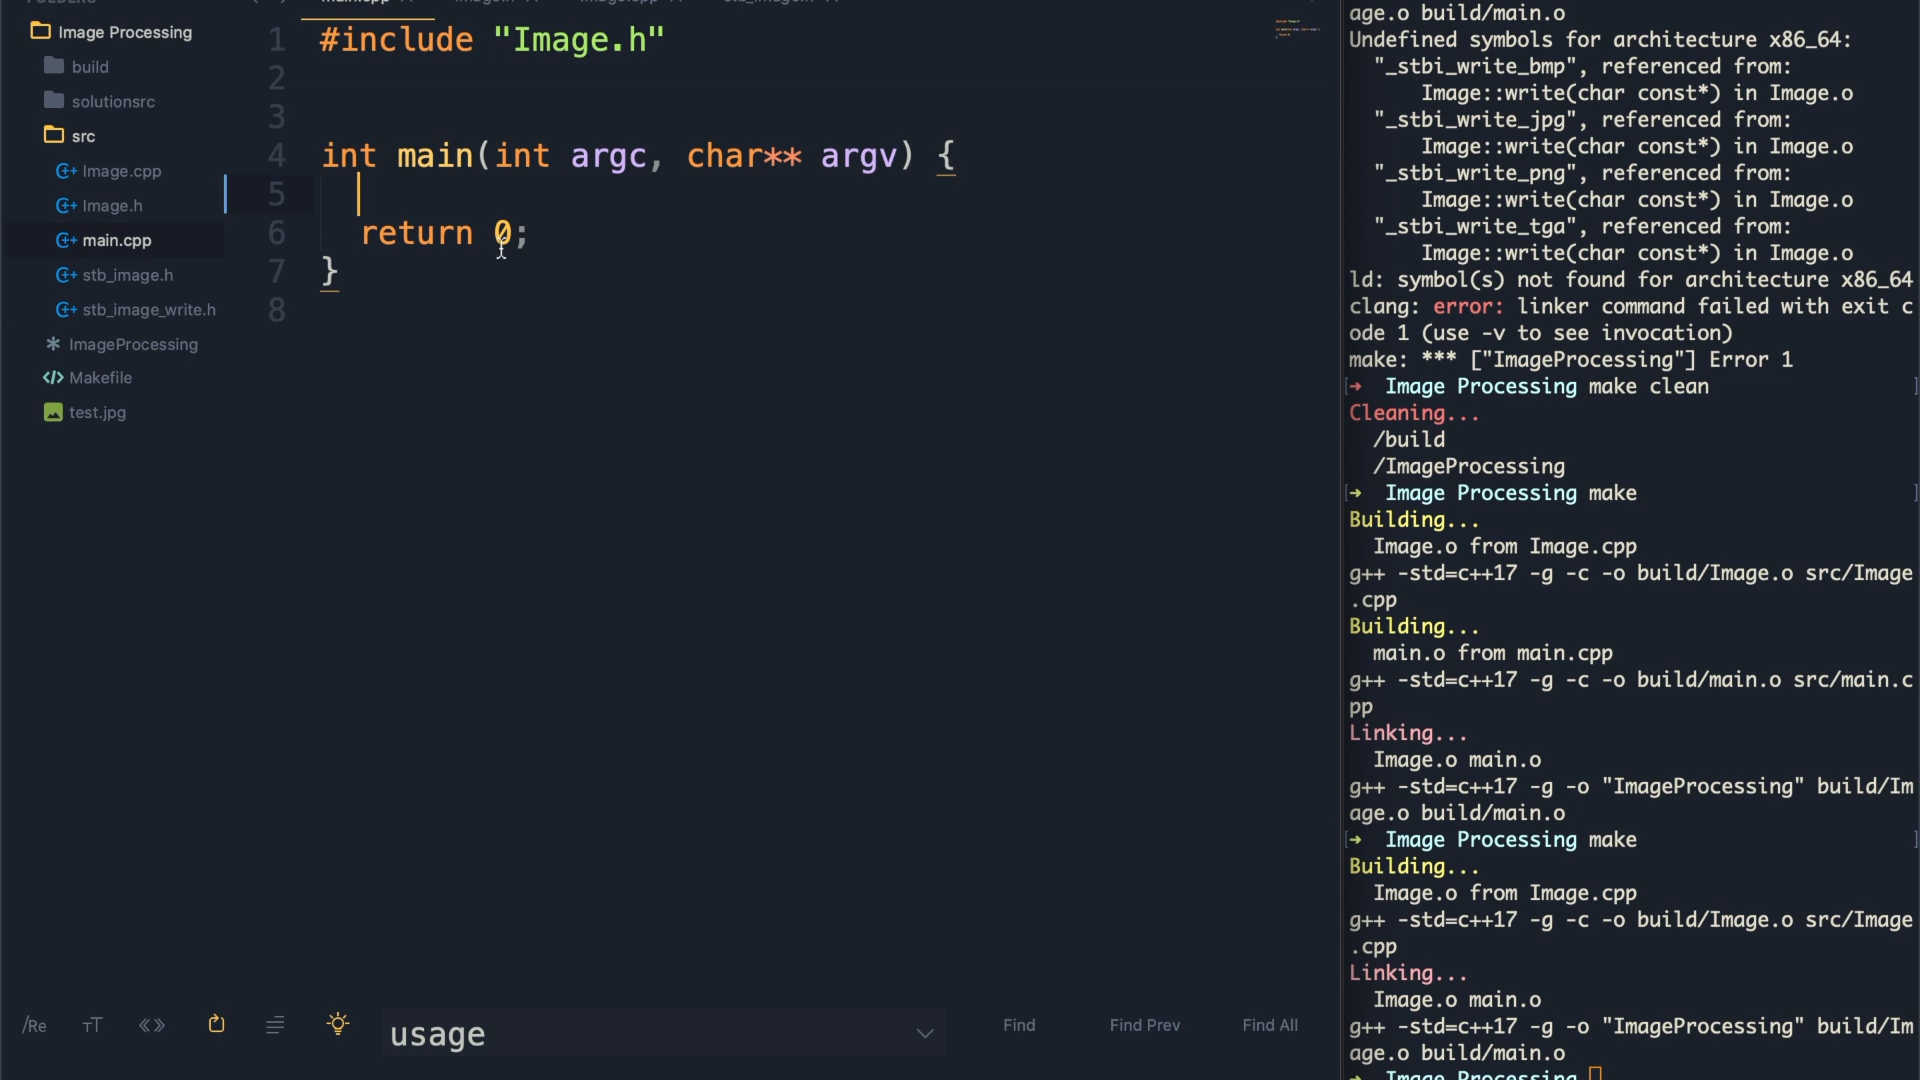 Image Processing
build
solutionsrc
src
Image.cpp
Image.h
main.cpp
stb_image.h
stb_image_write.h
ImageProcessing
Makefile
test.jpg
1 #include "Image.h"
2
3
4 int main(int argc, char** argv) {
5
6 return 0;
7 }
8
/Re
TT
usage
Find
Find Prev
Find All
age.o build/main.o
Undefined symbols for architecture x86_64:
"_stbi_write_bmp", referenced from:
Image::write(char const*) in Image.o
"_stbi_write_jpg", referenced from:
Image::write(char const*) in Image.o
"_stbi_write_png", referenced from:
Image::write(char const*) in Image.o
"_stbi_write_tga", referenced from:
Image::write(char const*) in Image.o
ld: symbol(s) not found for architecture x86_64
clang: error: linker command failed with exit c
ode 1 (use -v to see invocation)
make: *** ["ImageProcessing"] Error 1
[➜ Image Processing make clean ]
Cleaning...
/build
/ImageProcessing
[➜ Image Processing make ]
Building...
Image.o from Image.cpp
g++ -std=c++17 -g -c -o build/Image.o src/Image
.cpp
Building...
main.o from main.cpp
g++ -std=c++17 -g -c -o build/main.o src/main.c
pp
Linking...
Image.o main.o
g++ -std=c++17 -g -o "ImageProcessing" build/Im
age.o build/main.o
[➜ Image Processing make ]
Building...
Image.o from Image.cpp
g++ -std=c++17 -g -c -o build/Image.o src/Image
.cpp
Linking...
Image.o main.o
g++ -std=c++17 -g -o "ImageProcessing" build/Im
age.o build/main.o
➜ Image Processing